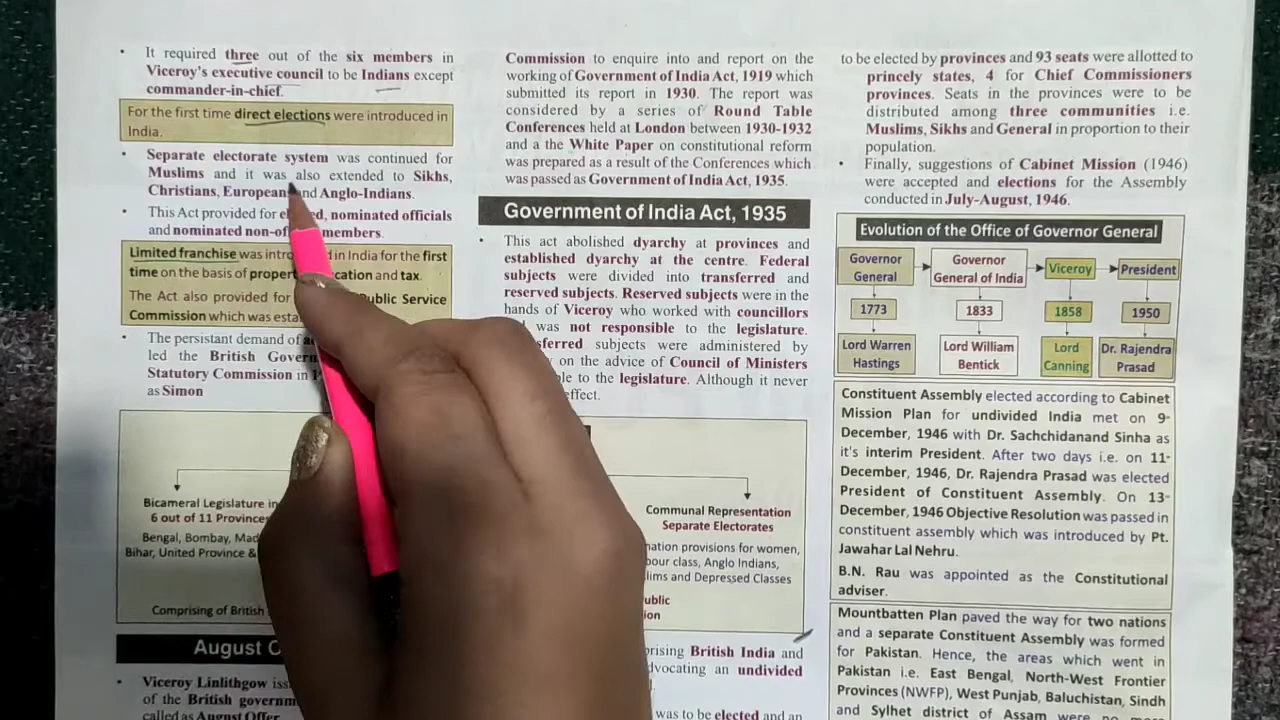 • It required three out of the six members in
Viceroy's executive council to be Indians except
commander-in-chief.
For the first time direct elections were introduced in
India.
• Separate electorate system was continued for
Muslims and it was also extended to Sikhs,
Christians, European and Anglo-Indians.
• This Act provided for nominated officials
and nominated members.
Limited franchise was in India for the first
time on the basis of and tax.
The Act also provided for Public Service
Commission which was
The persistant demand of
led the British
Statutory Commission in
as Simon
Bicameral Legislature in
6 out of 11 Provinces
Bengal, Bombay,
Bihar, United Province &
Comprising of British
August
• Viceroy Linlithgow
of the British
called as August Offer
Commission to enquire into and report on the
working of Government of India Act, 1919 which
submitted its report in 1930. The report was
considered by a series of Round Table
Conferences held at London between 1930-1932
and a the White Paper on constitutional reform
was prepared as a result of the Conferences which
was passed as Government of India Act, 1935.
Government of India Act, 1935
• This act abolished dyarchy at provinces and
established dyarchy at the centre. Federal
subjects were divided into transferred and
reserved subjects. Reserved subjects were in the
hands of Viceroy who worked with councillors
was not responsible to the legislature.
subjects were administered by
on the advice of Council of Ministers
to the legislature. Although it never
effect.
Communal Representation
Separate Electorates
provisions for women,
class, Anglo Indians,
and Depressed Classes
British India and
undivided
was to be elected and an
to be elected by provinces and 93 seats were allotted to
princely states, 4 for Chief Commissioners
provinces. Seats in the provinces were to be
distributed among three communities i.e.
Muslims, Sikhs and General in proportion to their
population.
• Finally, suggestions of Cabinet Mission (1946)
were accepted and elections for the Assembly
conducted in July-August, 1946.
Evolution of the Office of Governor General
Governor General
Governor General of India
Viceroy
President
1773
1833
1858
1950
Lord Warren Hastings
Lord William Bentick
Lord Canning
Dr. Rajendra Prasad
Constituent Assembly elected according to Cabinet
Mission Plan for undivided India met on 9-
December, 1946 with Dr. Sachchidanand Sinha as
it's interim President. After two days i.e. on 11-
December, 1946, Dr. Rajendra Prasad was elected
President of Constituent Assembly. On 13-
December, 1946 Objective Resolution was passed in
constituent assembly which was introduced by Pt.
Jawahar Lal Nehru.
B.N. Rau was appointed as the Constitutional
adviser.
Mountbatten Plan paved the way for two nations
and a separate Constituent Assembly was formed
for Pakistan. Hence, the areas which went in
Pakistan i.e. East Bengal, North-West Frontier
Provinces (NWFP), West Punjab, Baluchistan, Sindh
and Sylhet district of Assam were no more